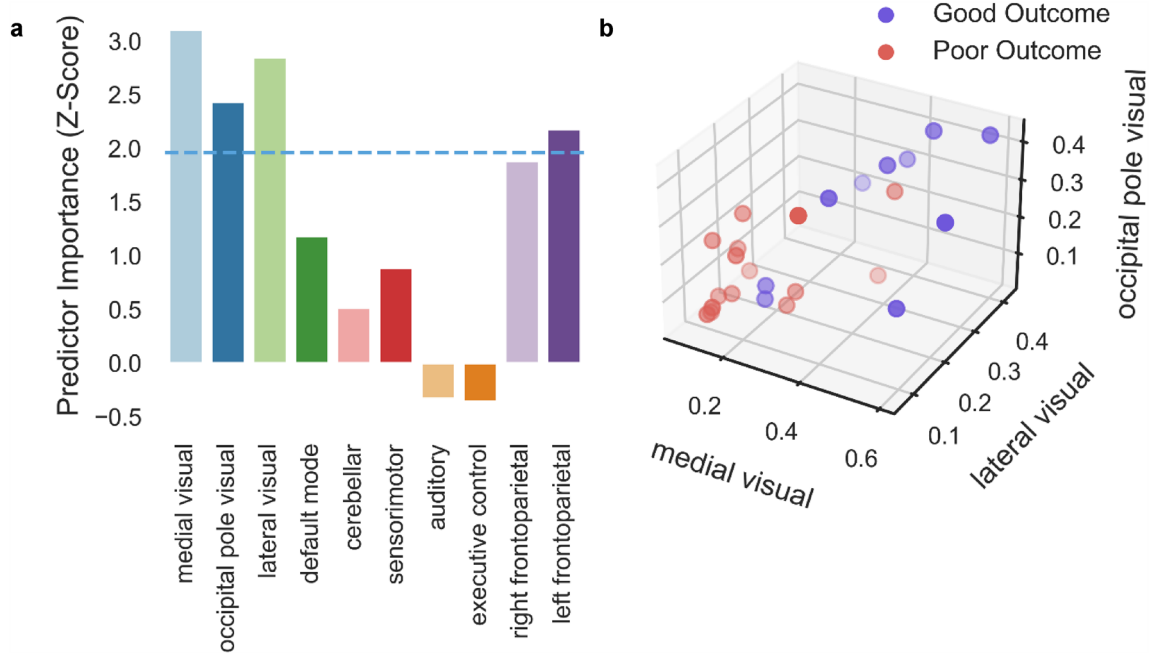 a
Predictor Importance (Z-Score)
3.0
2.5
2.0
1.5
1.0
0.5
0.0
−0.5
medial visual
occipital pole visual
lateral visual
default mode
cerebellar
sensorimotor
auditory
executive control
right frontoparietal
left frontoparietal
b
Good Outcome
Poor Outcome
0.4
0.3
0.2
0.1
occipital pole visual
0.4
0.3
0.2
0.1
lateral visual
0.2
0.4
0.6
medial visual